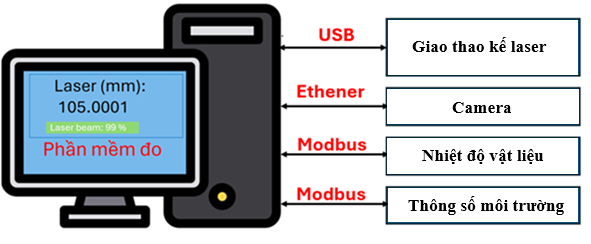 Laser (mm):
105.0001
Laser beam: 99 %
Phần mềm đo
USB
Giao thao kế laser
Ethener
Camera
Modbus
Nhiệt độ vật liệu
Modbus
Thông số môi trường